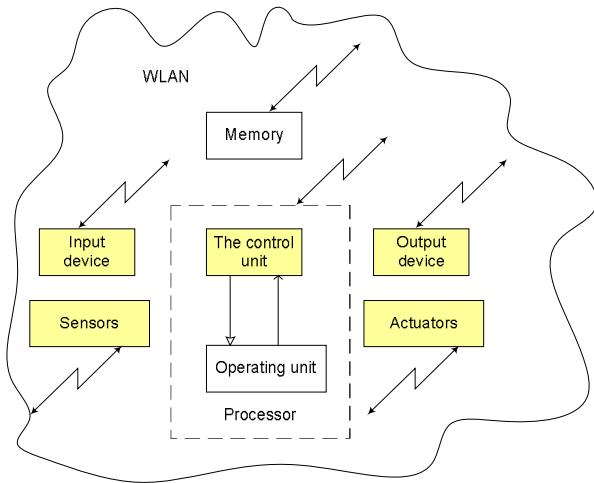 WLAN
Memory
Input
device
The control
unit
Output
device
Sensors
Actuators
Operating unit
Processor